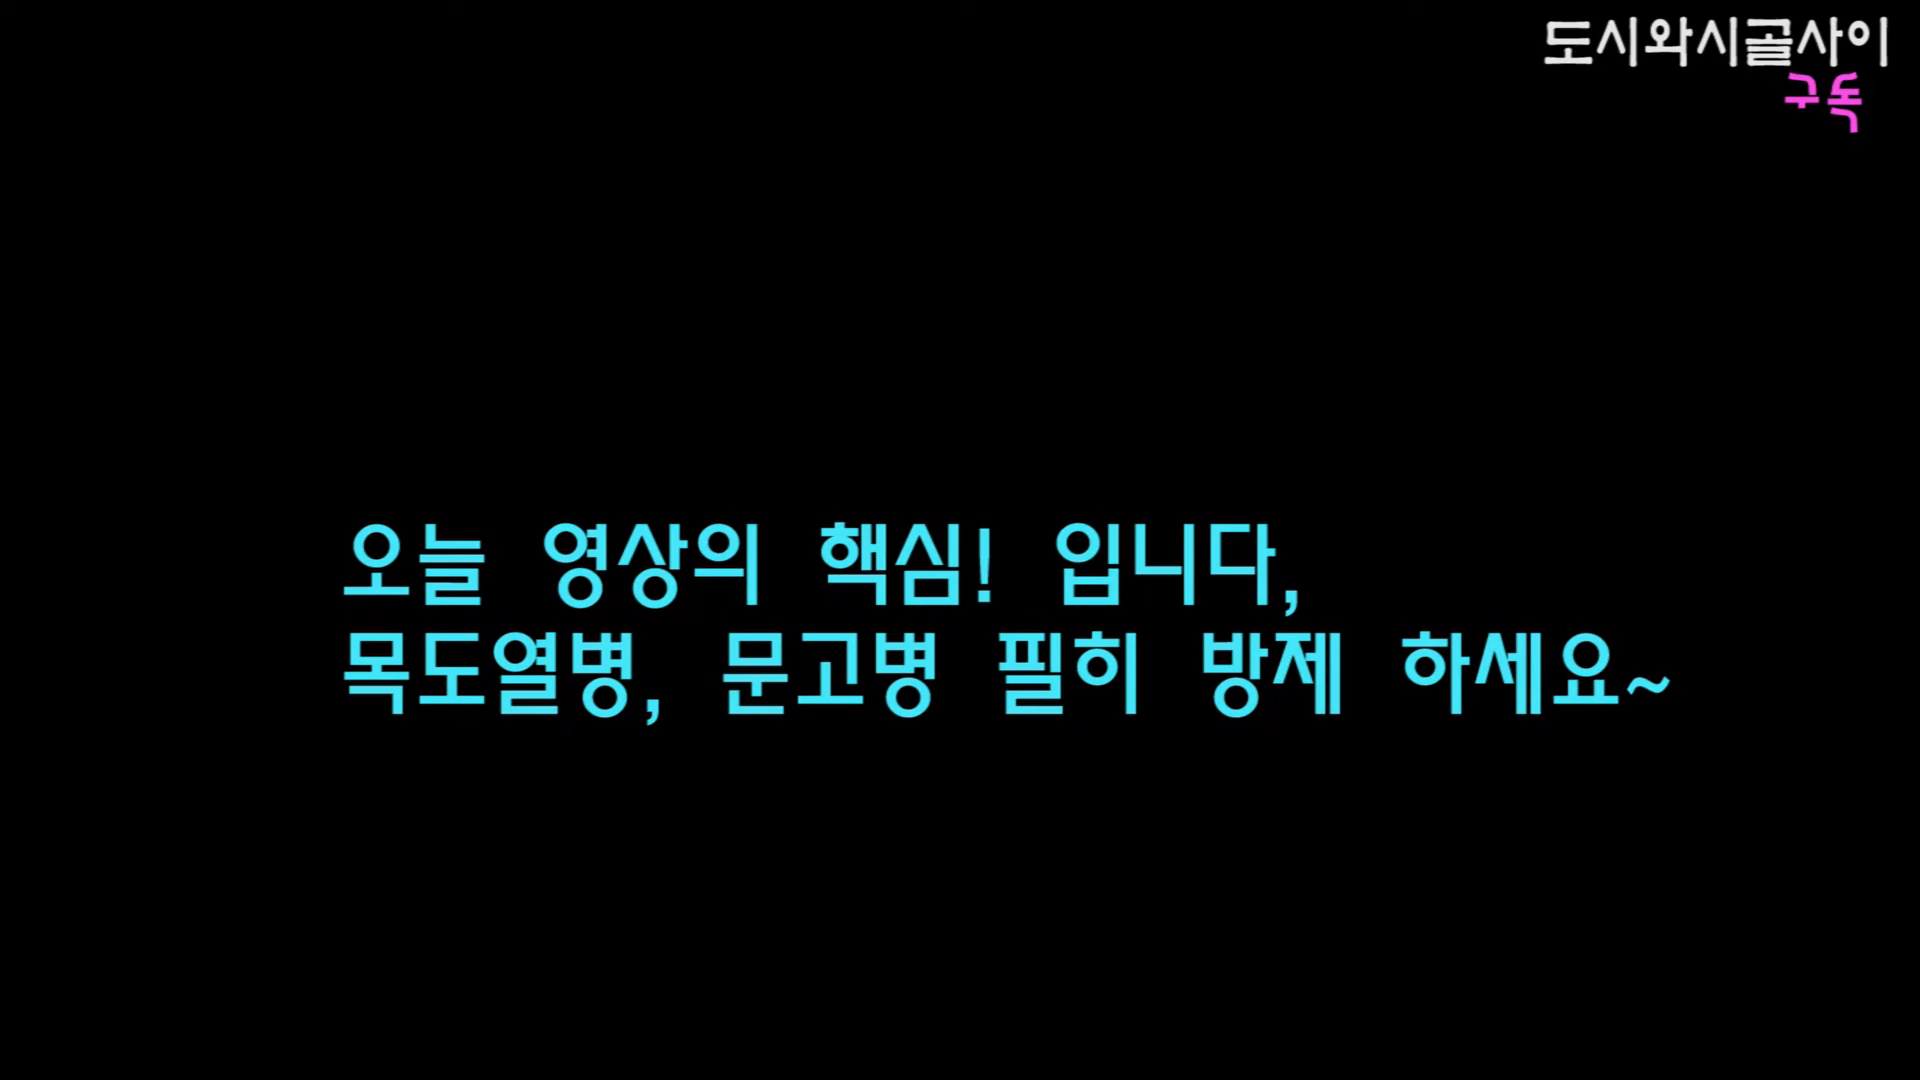 도시와시골사이
구독
오늘 영상의 핵심! 입니다,
목도열병, 문고병 필히 방제 하세요~